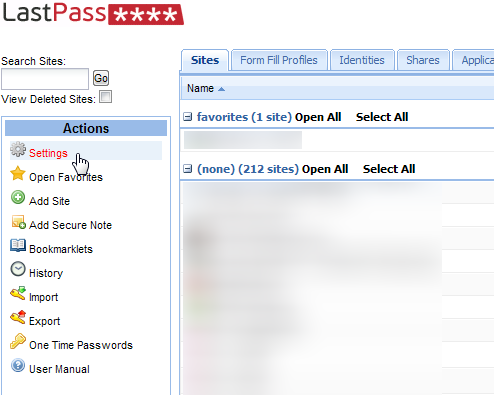 LastPass ****
Search Sites:
Go
View Deleted Sites:
Actions
Settings
Open Favorites
Add Site
Add Secure Note
Bookmarklets
History
Import
Export
One Time Passwords
User Manual
Sites Form Fill Profiles Identities Shares
Name
favorites (1 site) Open All Select All
(none) (212 sites) Open All Select All